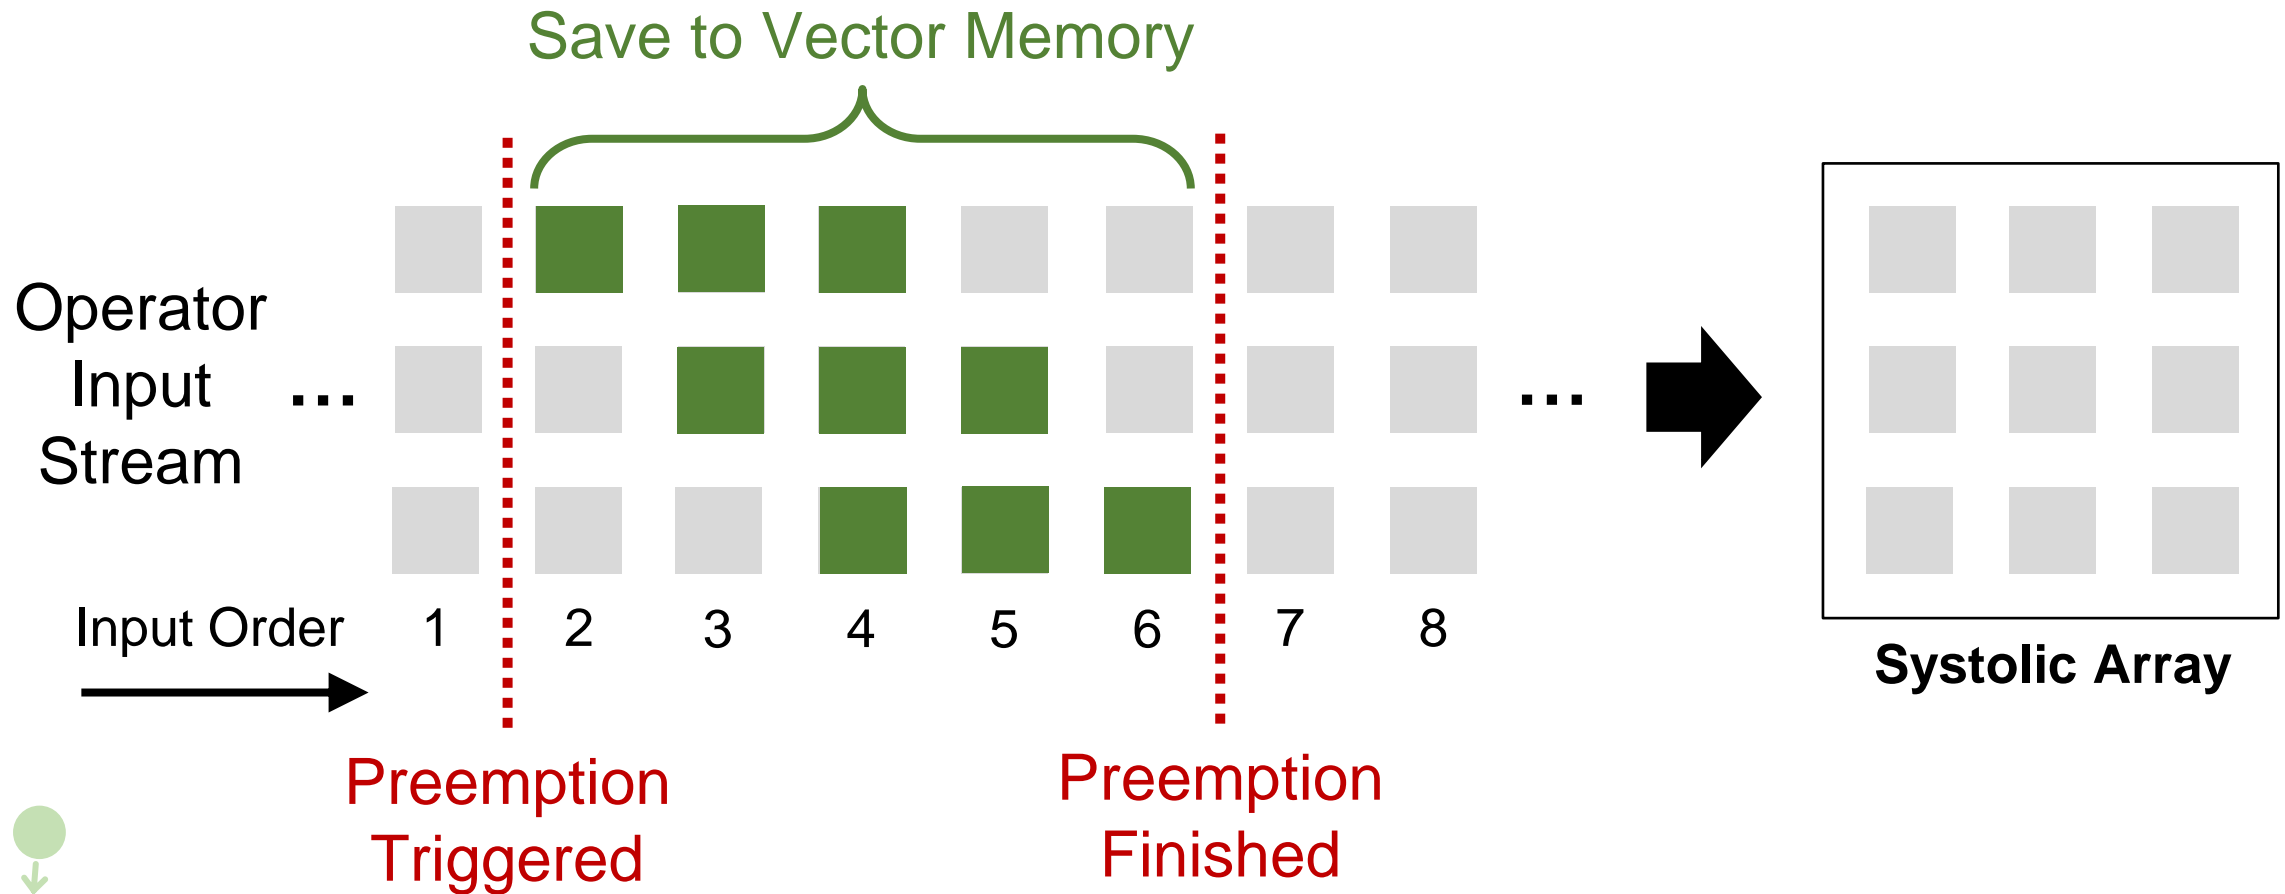 Save to Vector Memory
Operator
Input
Stream
...
...
Input Order
1 2 3 4 5 6 7 8
Systolic Array
Preemption
Triggered
Preemption
Finished